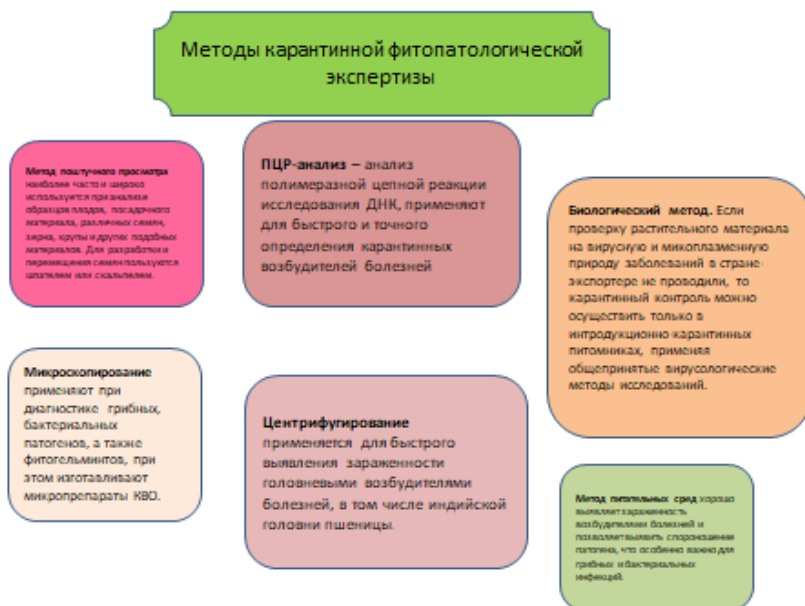 Методы карантинной фитопатологической
экспертизы
Метод поштучного просмотра
наиболее часто и широко
используется при анализе
образцов плодов, посадочного
материала, различных семян,
зерна, крупы и других подобных
материалов. Для разработки и
перемещения семян пользуются
шпателем или скальпелем.
ПЦР-анализ – анализ
полимеразной цепной реакции
исследования ДНК, применяют
для быстрого и точного
определения карантинных
возбудителей болезней
Биологический метод. Если
проверку растительного материала
на вирусную и микоплазменную
природу заболеваний в стране-
экспортере не проводили, то
карантинный контроль можно
осуществить только в
интродукционно-карантинных
питомниках, применяя
общепринятые вирусологические
методы исследований.
Микроскопирование
применяют при
диагностике грибных,
бактериальных
патогенов, а также
фитогельминтов, при
этом изготавливают
микропрепараты КВО.
Центрифугирование
применяется для быстрого
выявления зараженности
головневыми возбудителями
болезней, в том числе индийской
головни пшеницы.
Метод питательных сред хорошо
выявляет зараженность
возбудителями болезней и
позволяет выявить спороношение
патогена, что особенно важно для
грибных и бактериальных
инфекций.